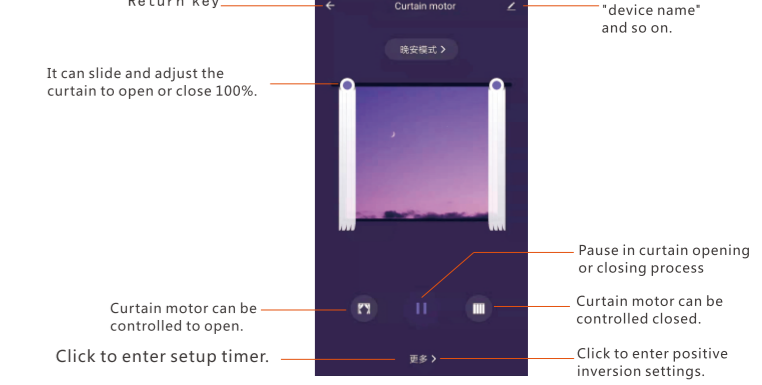 Return key
Curtain motor
"device name"
and so on.
晚安模式
It can slide and adjust the
curtain to open or close 100%.
Pause in curtain opening
or closing process
Curtain motor can be
controlled to open.
Curtain motor can be
controlled closed.
Click to enter setup timer.
更多
Click to enter positive
inversion settings.